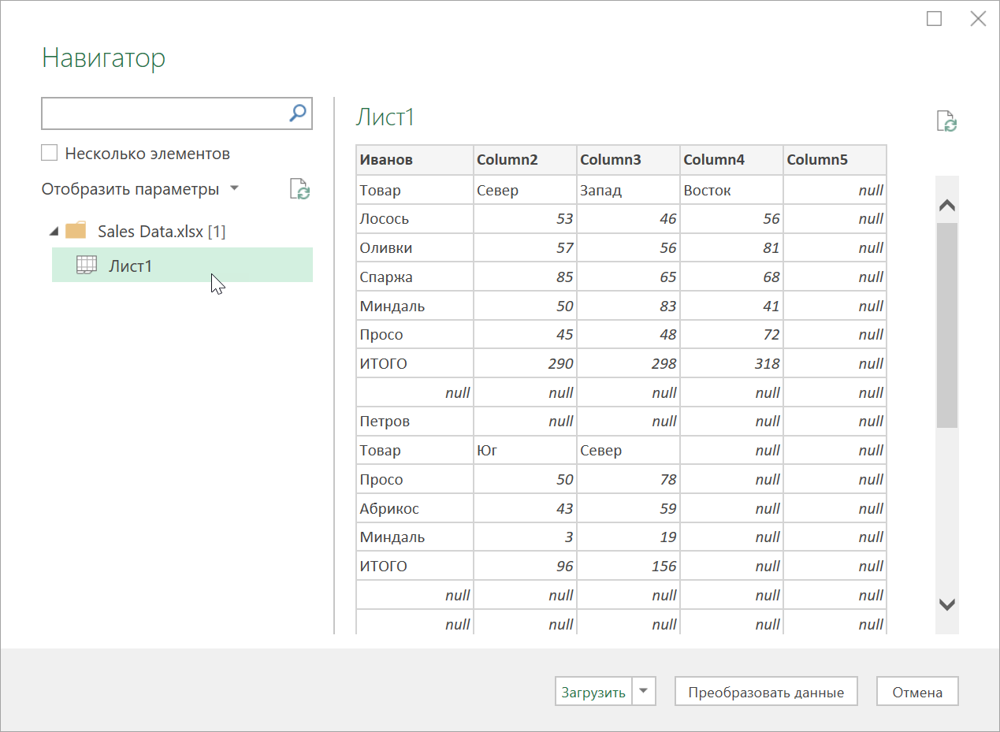 Навигатор
Несколько элементов
Отобразить параметры
Sales Data.xlsx [1]
Лист1
Лист1
Иванов Column2 Column3 Column4 Column5
Товар Север Запад Восток null
Лосось 53 46 56 null
Оливки 57 56 81 null
Спаржа 85 65 68 null
Миндаль 50 83 41 null
Просо 45 48 72 null
ИТОГО 290 298 318 null
null null null null null
Петров null null null null
Товар Юг Север null null
Просо 50 78 null null
Абрикос 43 59 null null
Миндаль 3 19 null null
ИТОГО 96 156 null null
null null null null null
null null null null null
Загрузить Преобразовать данные Отмена